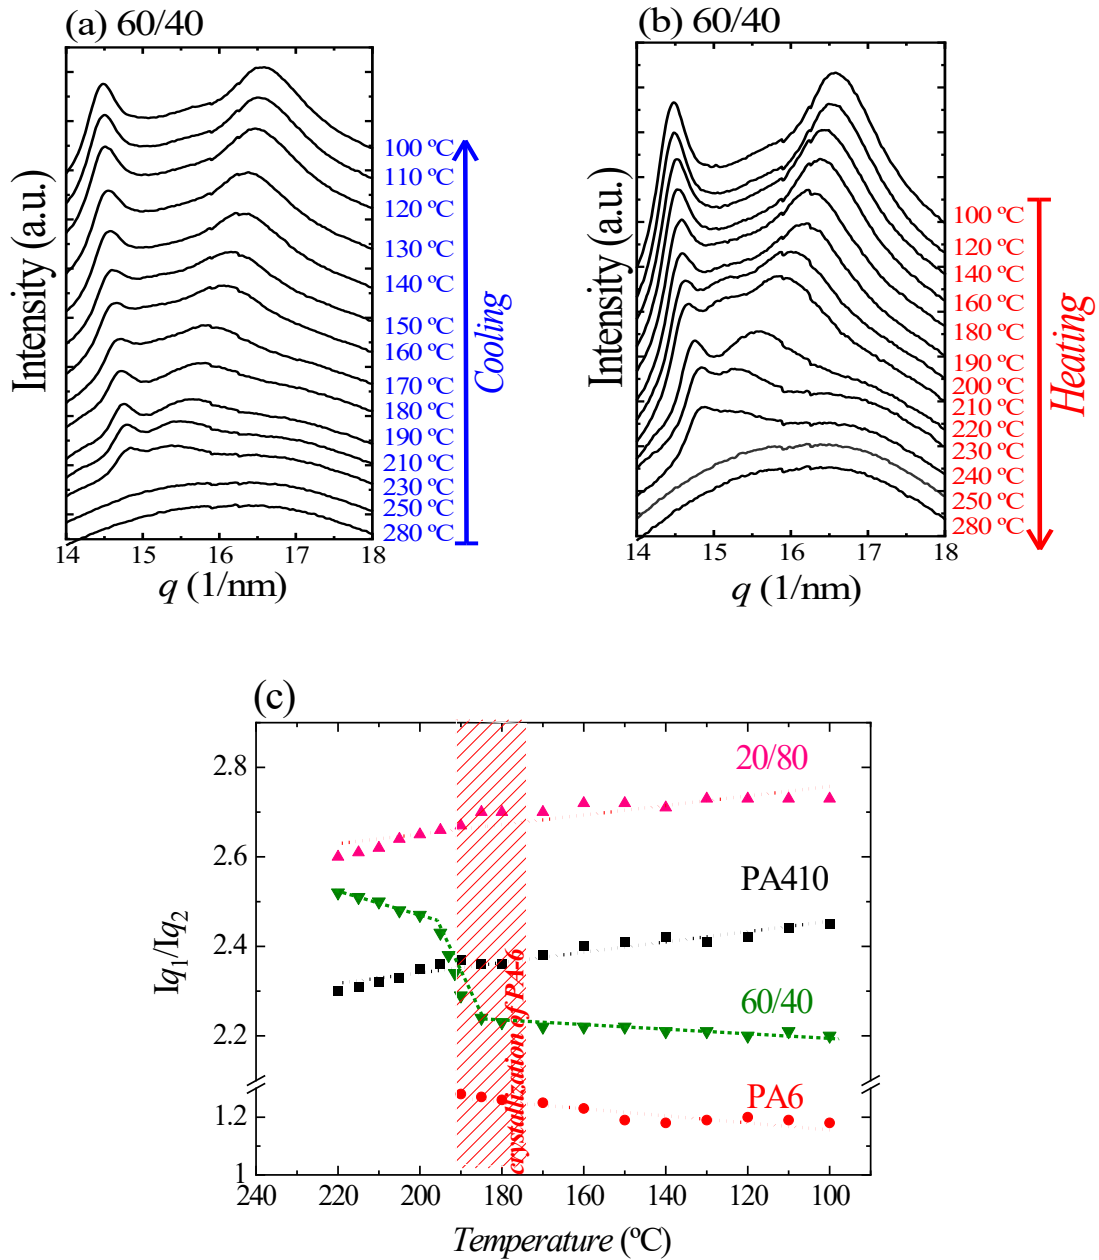 (a) 60/40
Intensity (a.u.)
100 ºC
110 ºC
120 ºC
130 ºC
140 ºC
150 ºC
160 ºC
170 ºC
180 ºC
190 ºC
210 ºC
230 ºC
250 ºC
280 ºC
Cooling
14 15 16 17 18
q (1/nm)
(b) 60/40
Intensity (a.u.)
100 ºC
120 ºC
140 ºC
160 ºC
180 ºC
190 ºC
200 ºC
210 ºC
220 ºC
230 ºC
240 ºC
250 ºC
280 ºC
Heating
14 15 16 17 18
q (1/nm)
(c)
Iq1/Iq2
2.8
2.6
2.4
2.2
1.2
1
20/80
PA410
60/40
PA6
crystallization of PA-6
240 220 200 180 160 140 120 100
Temperature (ºC)